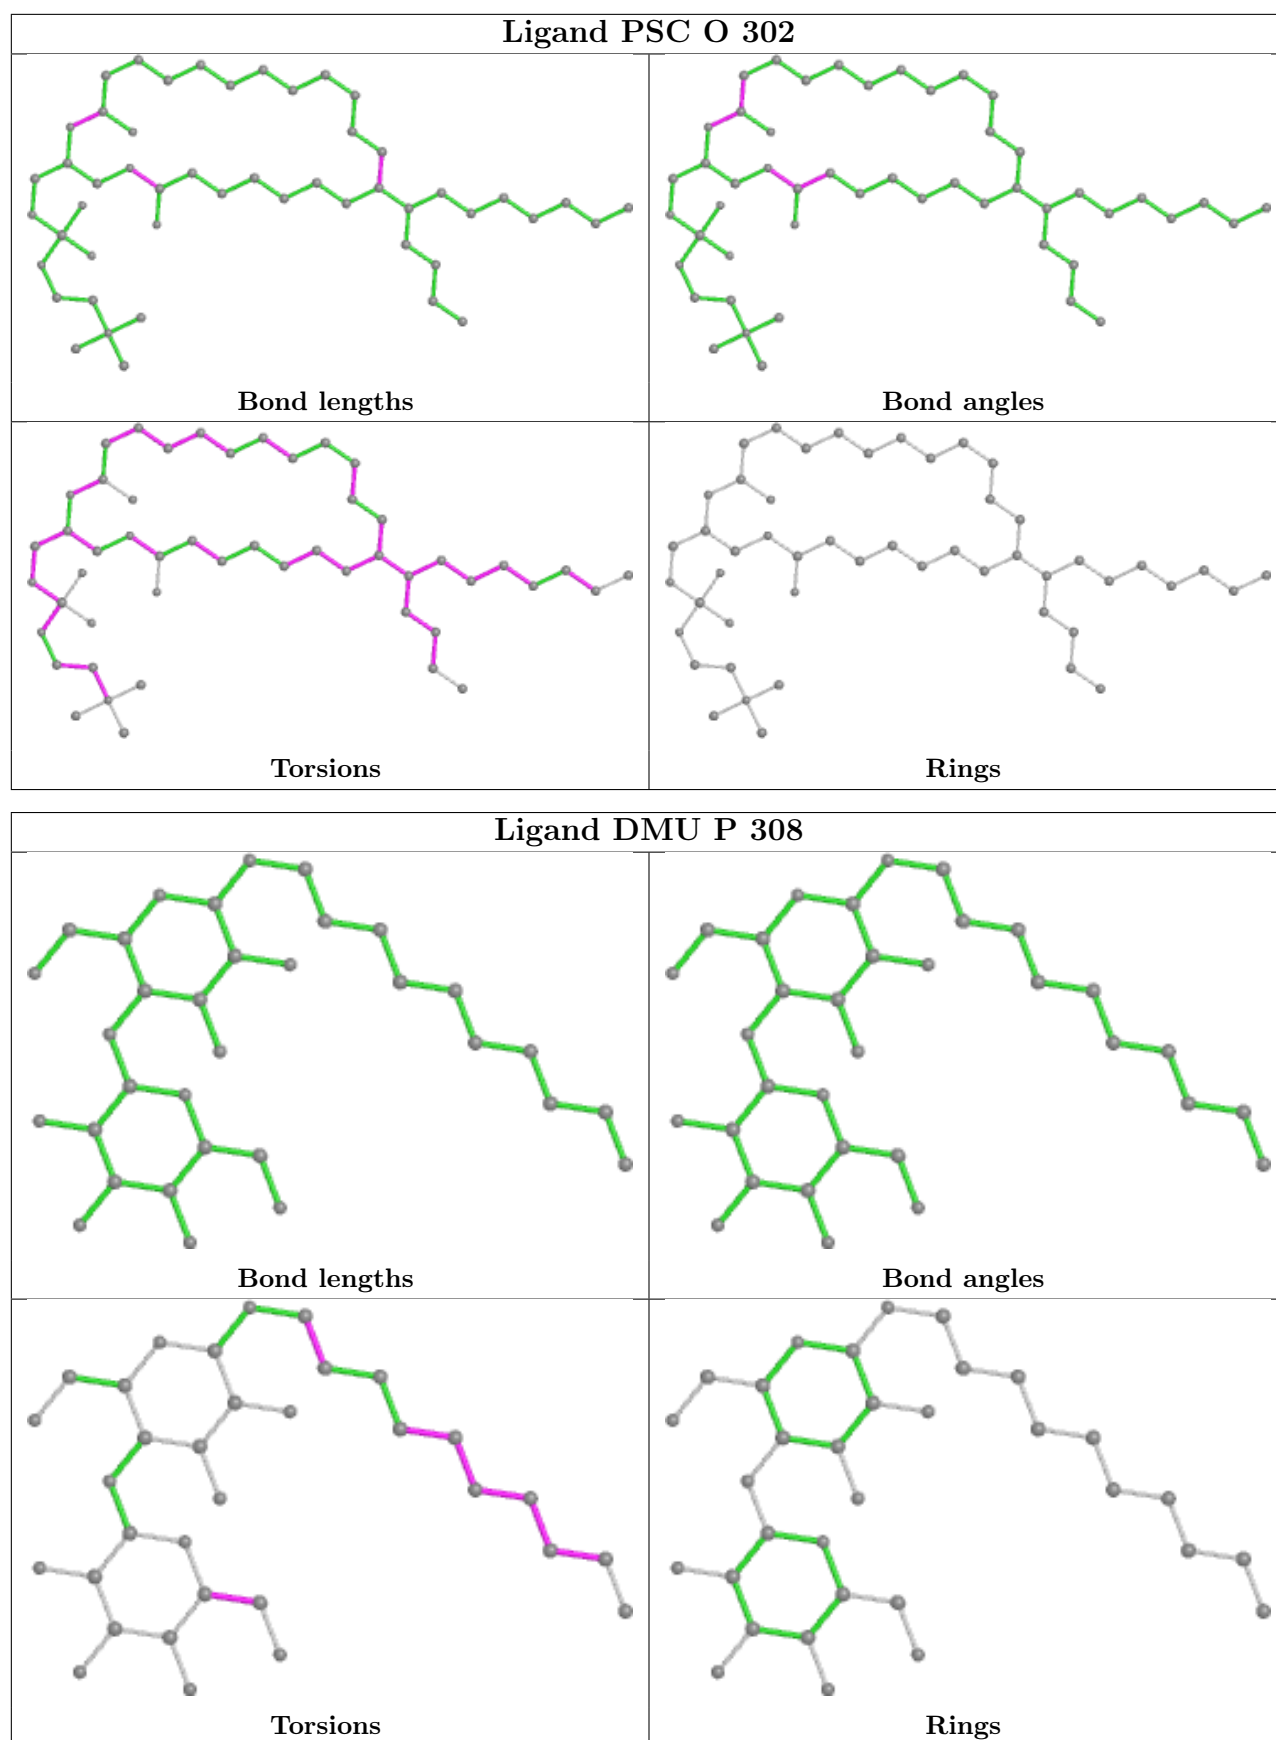 Ligand PSC O 302
Bond lengths
Bond angles
Torsions
Rings
Ligand DMU P 308
Bond lengths
Bond angles
Torsions
Rings